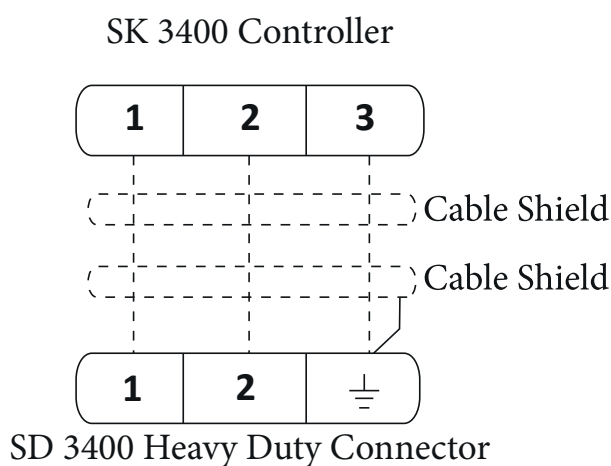 SK 3400 Controller
1 2 3
Cable Shield
Cable Shield
1 2
SD 3400 Heavy Duty Connector